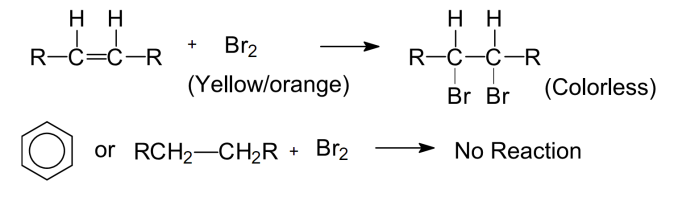 H H H H
R—C=C—R + Br₂ R—C—C—R
(Yellow/orange) Br Br (Colorless)
or RCH₂—CH₂R + Br₂ No Reaction